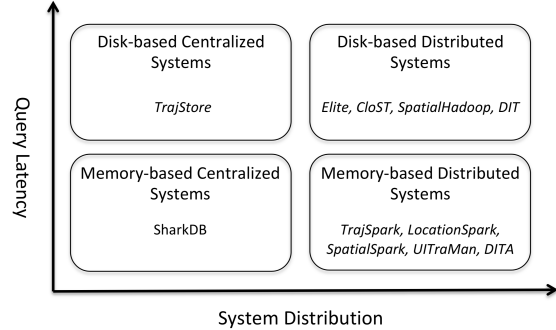 Query Latency
Disk-based Centralized
Systems
TrajStore
Disk-based Distributed
Systems
Elite, CloST, SpatialHadoop, DIT
Memory-based Centralized
Systems
SharkDB
Memory-based Distributed
Systems
TrajSpark, LocationSpark,
SpatialSpark, UITraMan, DITA
System Distribution